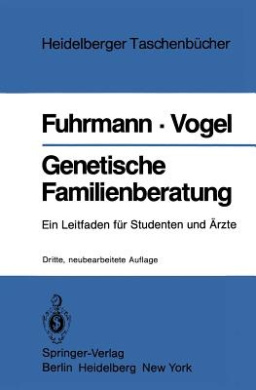 Heidelberger Taschenbücher
Fuhrmann · Vogel
Genetische
Familienberatung
Ein Leitfaden für Studenten und Ärzte
Dritte, neubearbeitete Auflage
Springer-Verlag
Berlin Heidelberg New York